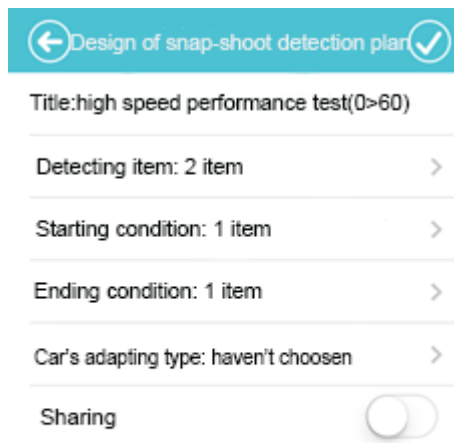 Design of snap-shoot detection plan
Title:high speed performance test(0>60)
Detecting item: 2 item
Starting condition: 1 item
Ending condition: 1 item
Car's adapting type: haven't choosen
Sharing